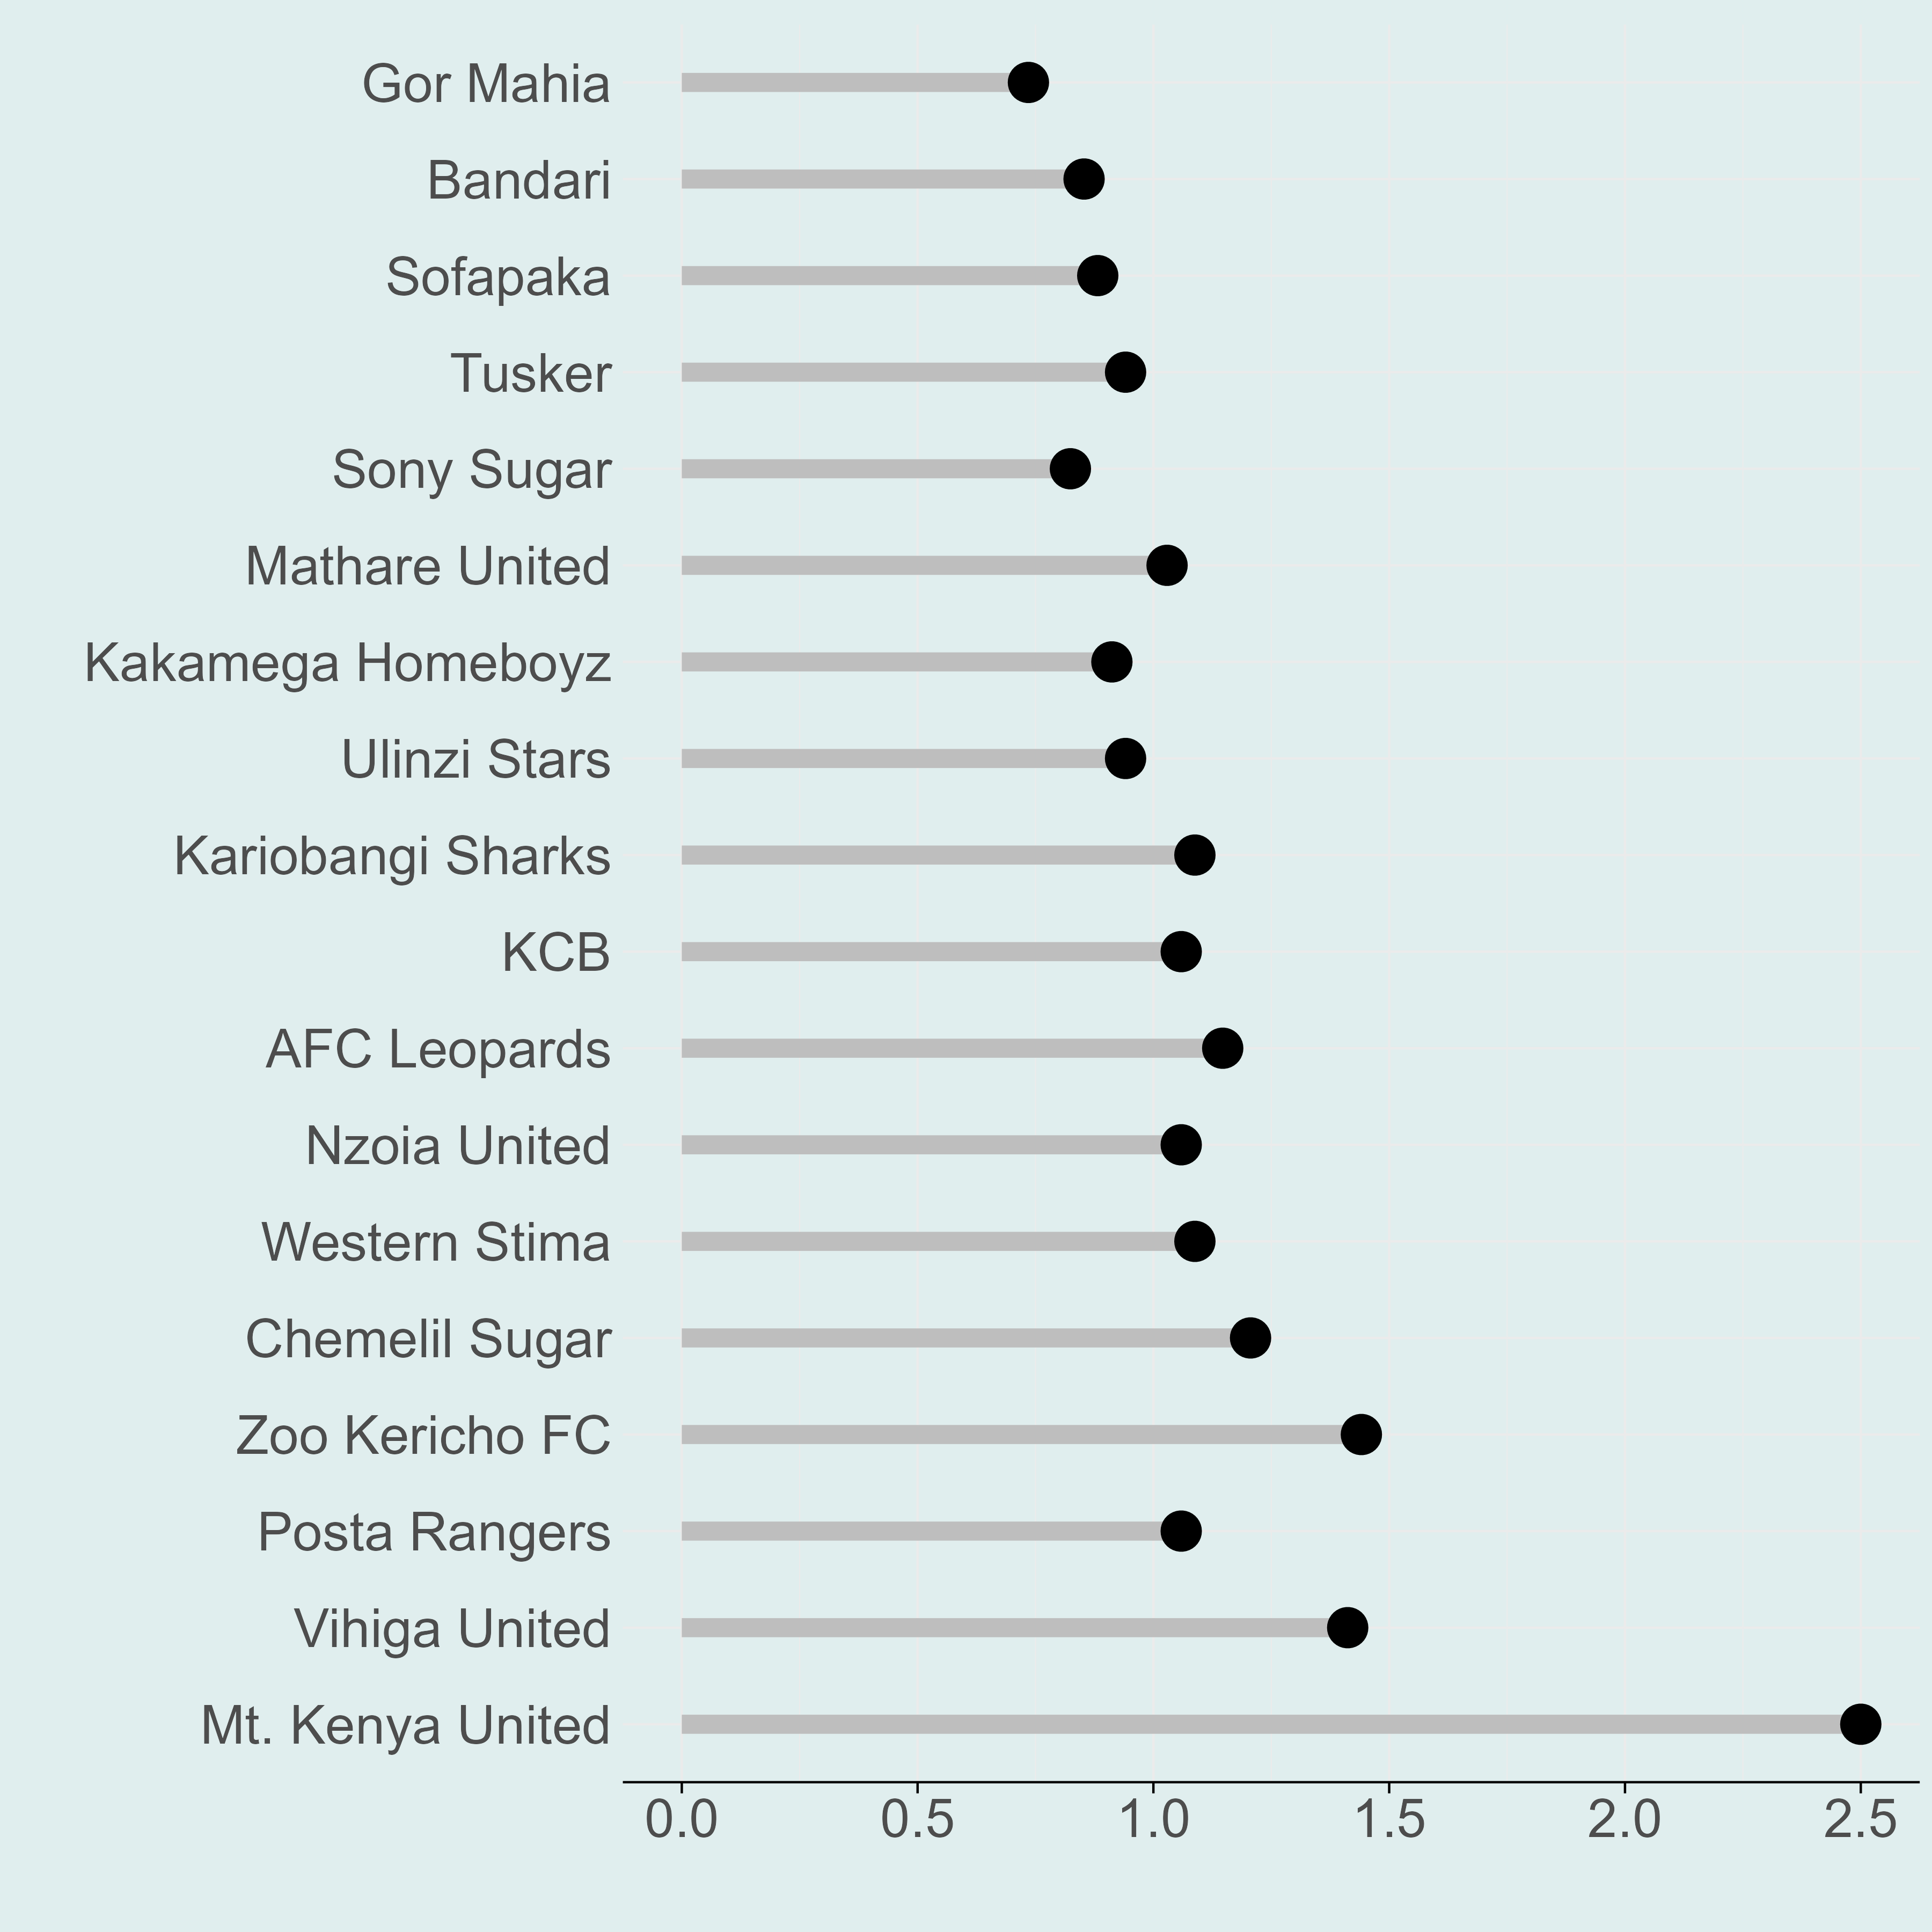 Gor Mahia
Bandari
Sofapaka
Tusker
Sony Sugar
Mathare United
Kakamega Homeboyz
Ulinzi Stars
Kariobangi Sharks
KCB
AFC Leopards
Nzoia United
Western Stima
Chemelil Sugar
Zoo Kericho FC
Posta Rangers
Vihiga United
Mt. Kenya United
0.0 0.5 1.0 1.5 2.0 2.5